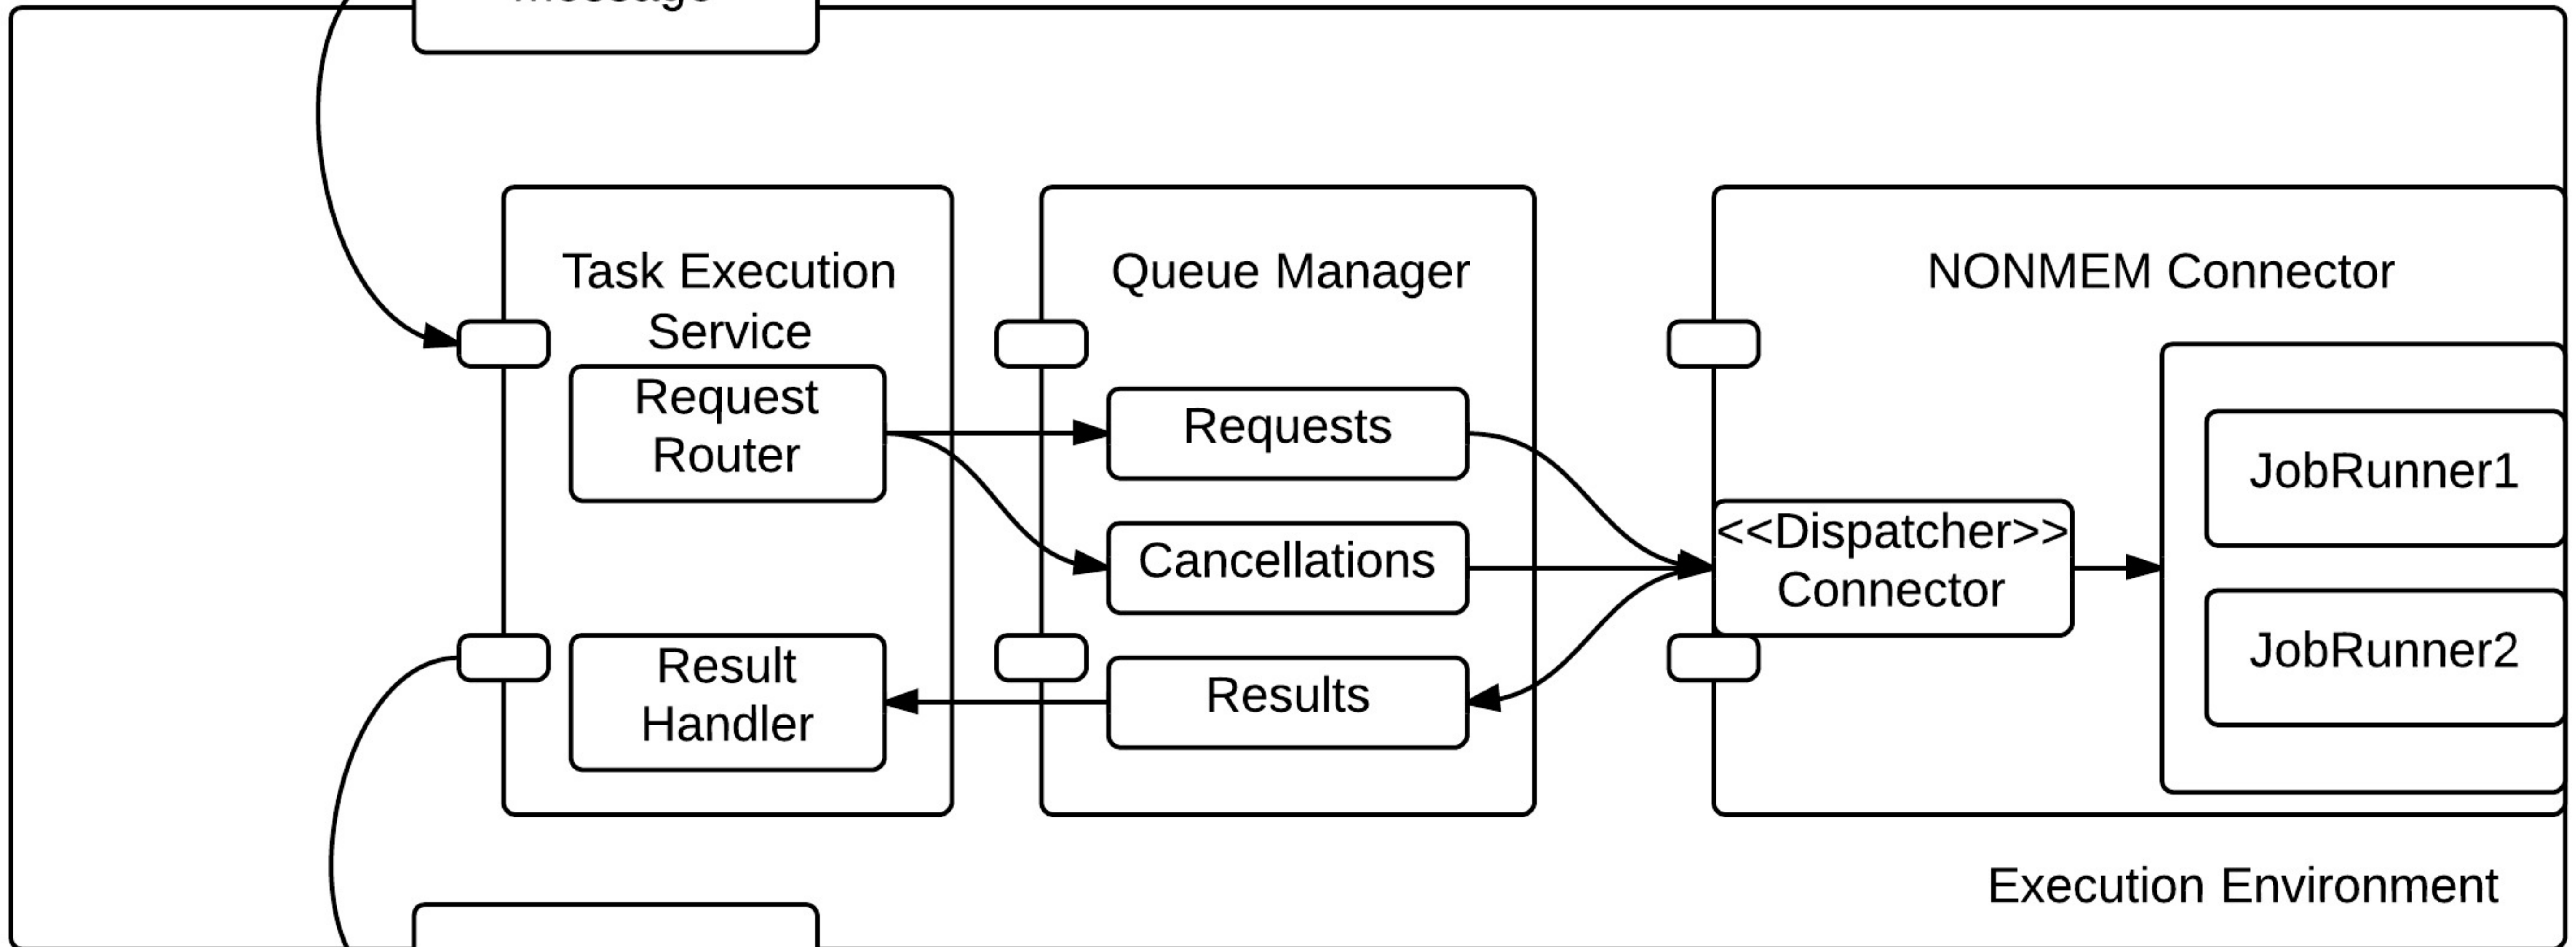 Task Execution
Service
Request
Router
Result
Handler
Queue Manager
Requests
Cancellations
Results
NONMEM Connector
<<Dispatcher>>
Connector
JobRunner1
JobRunner2
Execution Environment